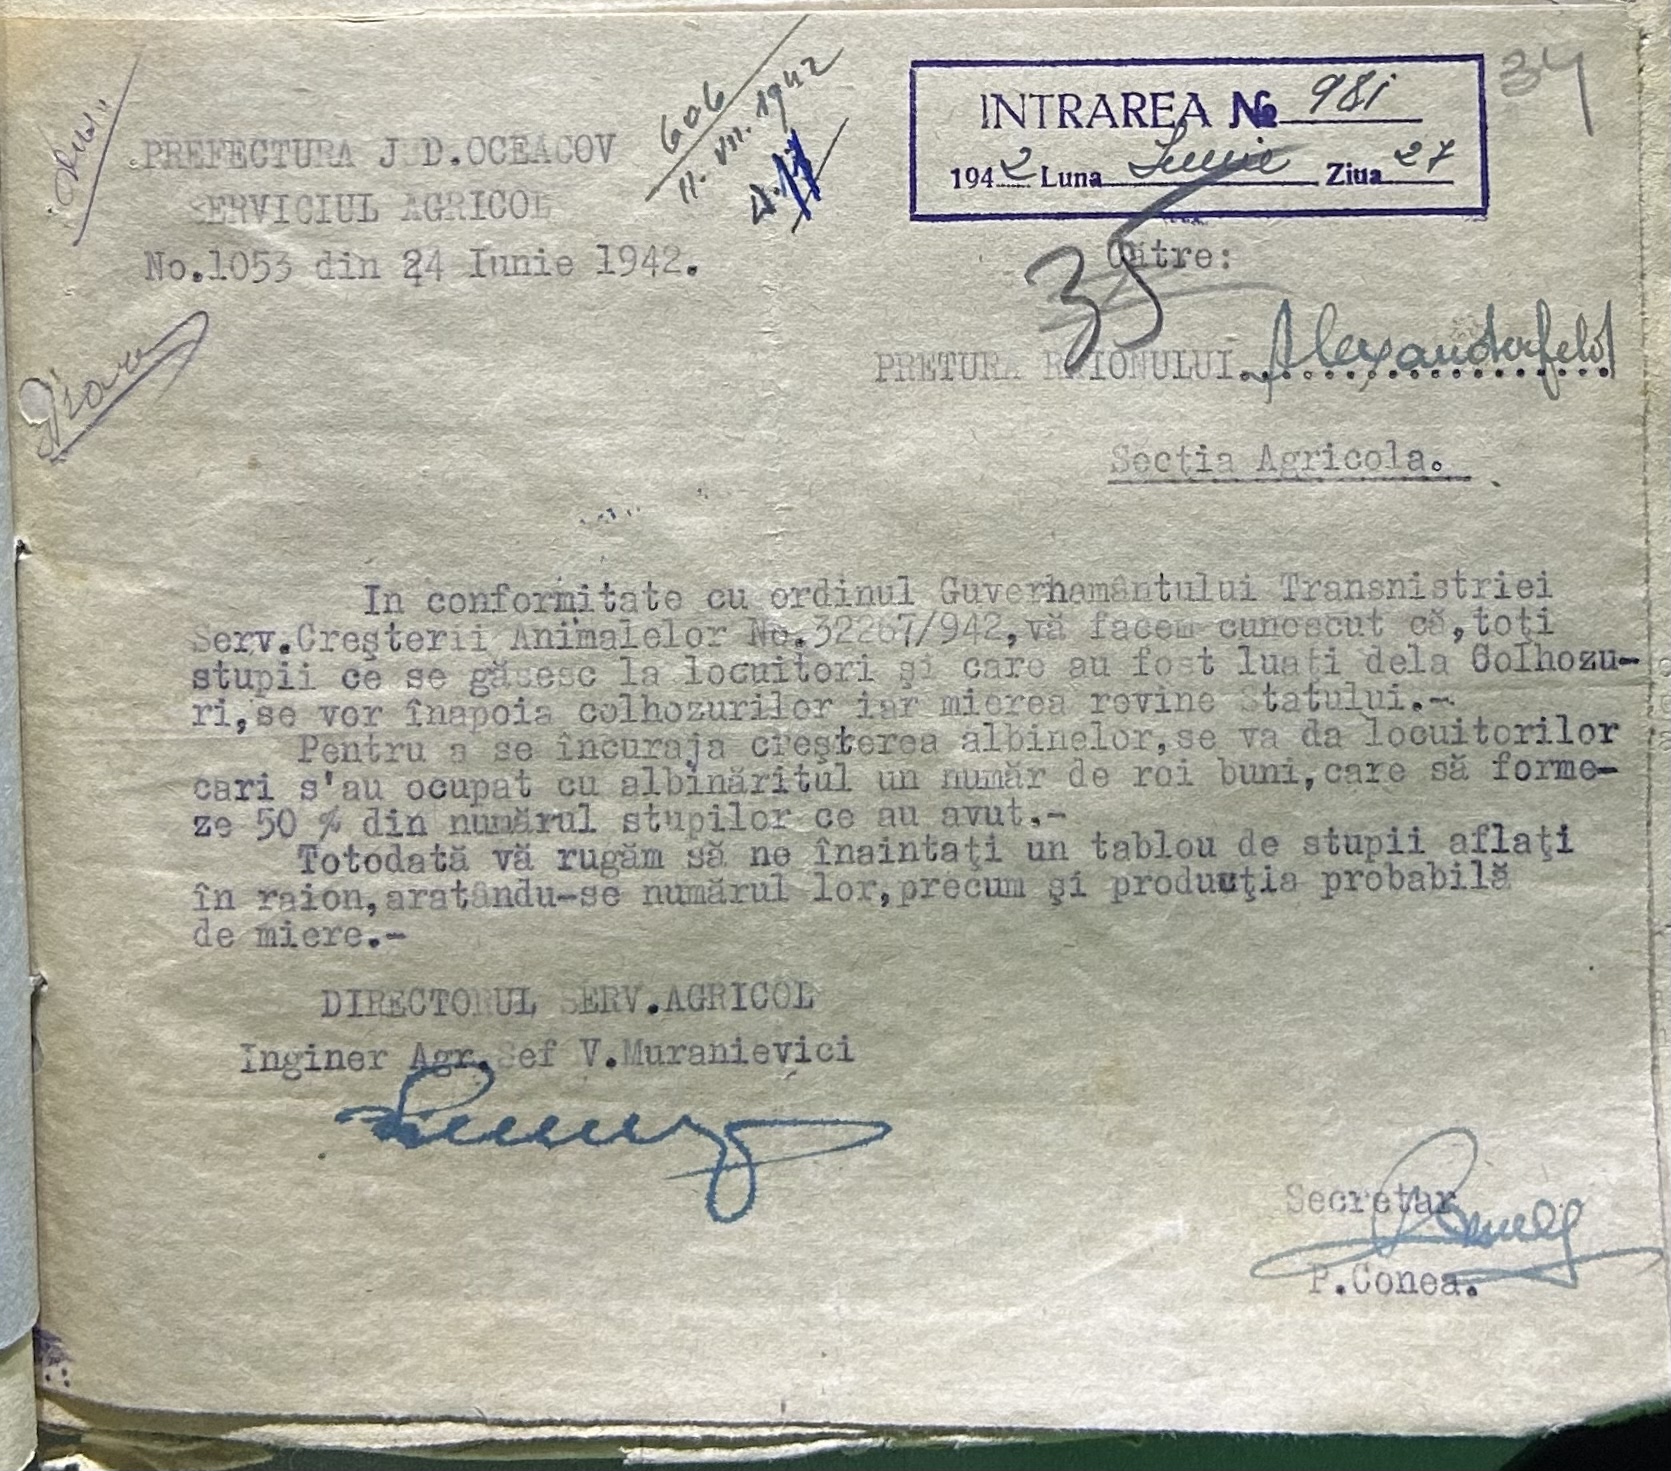 34
606
11.VII.1942
INTRAREA № 981
1942 Luna Iunie Ziua 27
PREFECTURA JUD.OCEACOV
SERVICIUL AGRICOL
No.1053 din 24 Iunie 1942.
35
Către:
PRETURA RAIONULUI Alexanderfeld
Secţia Agricola.
In conformitate cu ordinul Guvernământului Transnistriei
Serv.Creşterii Animalelor No.32267/942,vă facem cunoscut că,toţi
stupii ce se găsesc la locuitori şi care au fost luaţi dela Colhozu-
ri,se vor înapoia colhozurilor iar mierea revine Statului.-
Pentru a se încuraja creşterea albinelor,se va da locuitorilor
cari s'au ocupat cu albinăritul un număr de roi buni,care să forme-
ze 50 % din numărul stupilor ce au avut.-
Totodată vă rugăm să ne înaintaţi un tablou de stupii aflaţi
în raion,aratându-se numărul lor,precum şi producţia probabilă
de miere.-
DIRECTORUL SERV.AGRICOL
Inginer Agr.Sef V.Muranievici
Secretar
P.Conea.